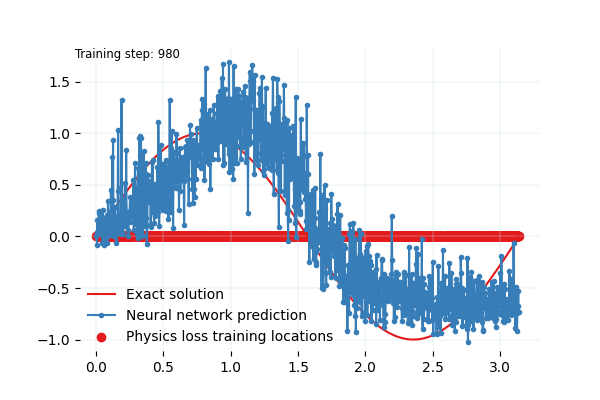 Training step: 980
1.5
1.0
0.5
0.0
−0.5
−1.0
Exact solution
Neural network prediction
Physics loss training locations
0.0 0.5 1.0 1.5 2.0 2.5 3.0